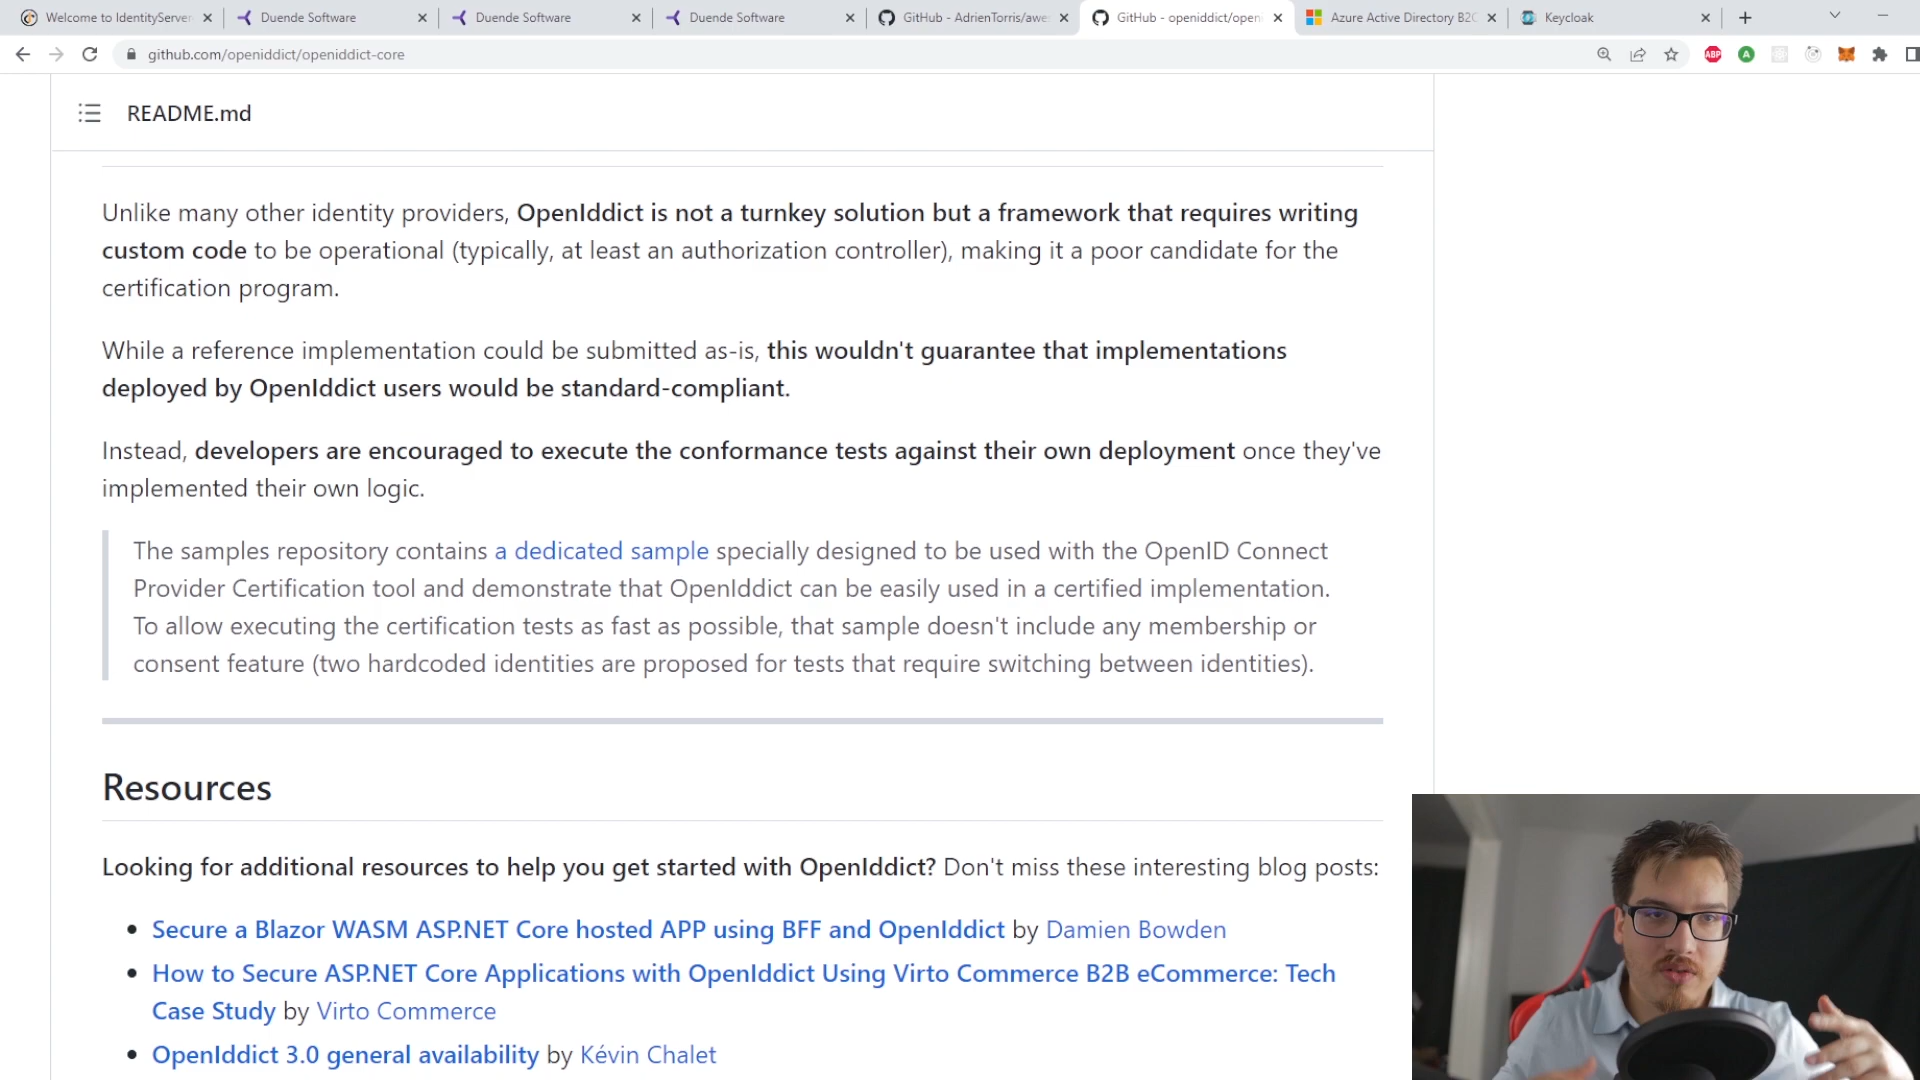 Welcome to IdentityServer
Duende Software
Duende Software
Duende Software
GitHub - AdrienTorris/awe
GitHub - openiddict/open
Azure Active Directory B2C
Keycloak
github.com/openiddict/openiddict-core
ABP
A
README.md
Unlike many other identity providers, OpenIddict is not a turnkey solution but a framework that requires writing
custom code to be operational (typically, at least an authorization controller), making it a poor candidate for the
certification program.
While a reference implementation could be submitted as-is, this wouldn't guarantee that implementations
deployed by OpenIddict users would be standard-compliant.
Instead, developers are encouraged to execute the conformance tests against their own deployment once they've
implemented their own logic.
The samples repository contains a dedicated sample specially designed to be used with the OpenID Connect
Provider Certification tool and demonstrate that OpenIddict can be easily used in a certified implementation.
To allow executing the certification tests as fast as possible, that sample doesn't include any membership or
consent feature (two hardcoded identities are proposed for tests that require switching between identities).
Resources
Looking for additional resources to help you get started with OpenIddict? Don't miss these interesting blog posts:
• Secure a Blazor WASM ASP.NET Core hosted APP using BFF and OpenIddict by Damien Bowden
• How to Secure ASP.NET Core Applications with OpenIddict Using Virto Commerce B2B eCommerce: Tech
Case Study by Virto Commerce
• OpenIddict 3.0 general availability by Kévin Chalet